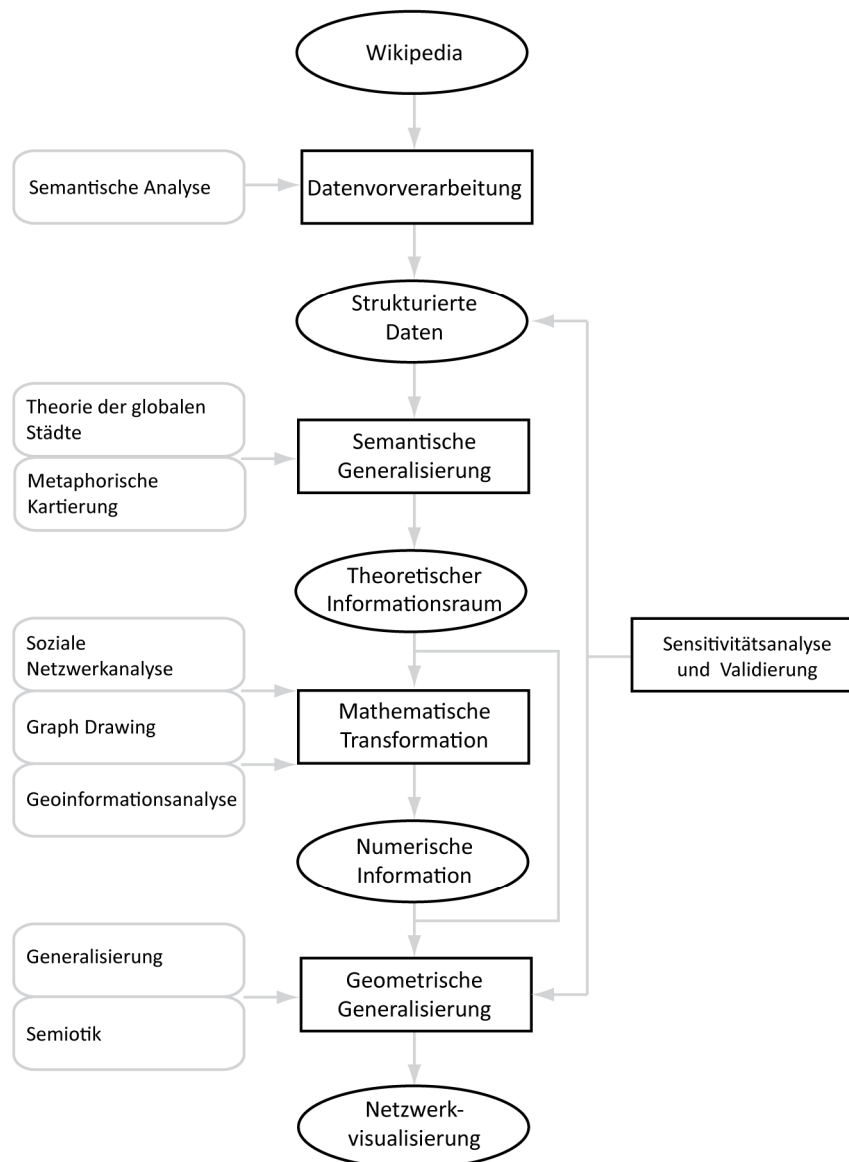 Wikipedia
Semantische Analyse
Datenvorverarbeitung
Strukturierte
Daten
Theorie der globalen
Städte
Metaphorische
Kartierung
Semantische
Generalisierung
Theoretischer
Informationsraum
Soziale
Netzwerkanalyse
Graph Drawing
Geoinformationsanalyse
Mathematische
Transformation
Sensitivitätsanalyse
und Validierung
Numerische
Information
Generalisierung
Semiotik
Geometrische
Generalisierung
Netzwerk-
visualisierung